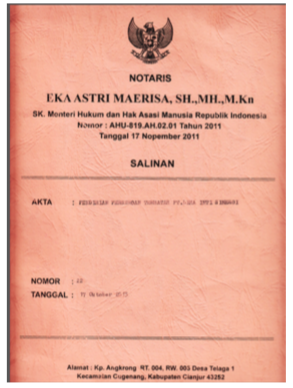 NOTARIS
EKA ASTRI MAERISA, SH.,MH.,M.Kn
SK. Menteri Hukum dan Hak Asasi Manusia Republik Indonesia
Nomor : AHU-819.AH.02.01 Tahun 2011
Tanggal 17 Nopember 2011
SALINAN
AKTA :
NOMOR :
TANGGAL : Oktober
Alamat : Kp. Angkrong RT. 004, RW. 003 Desa Talaga 1
Kecamatan Cugenang, Kabupaten Cianjur 43252